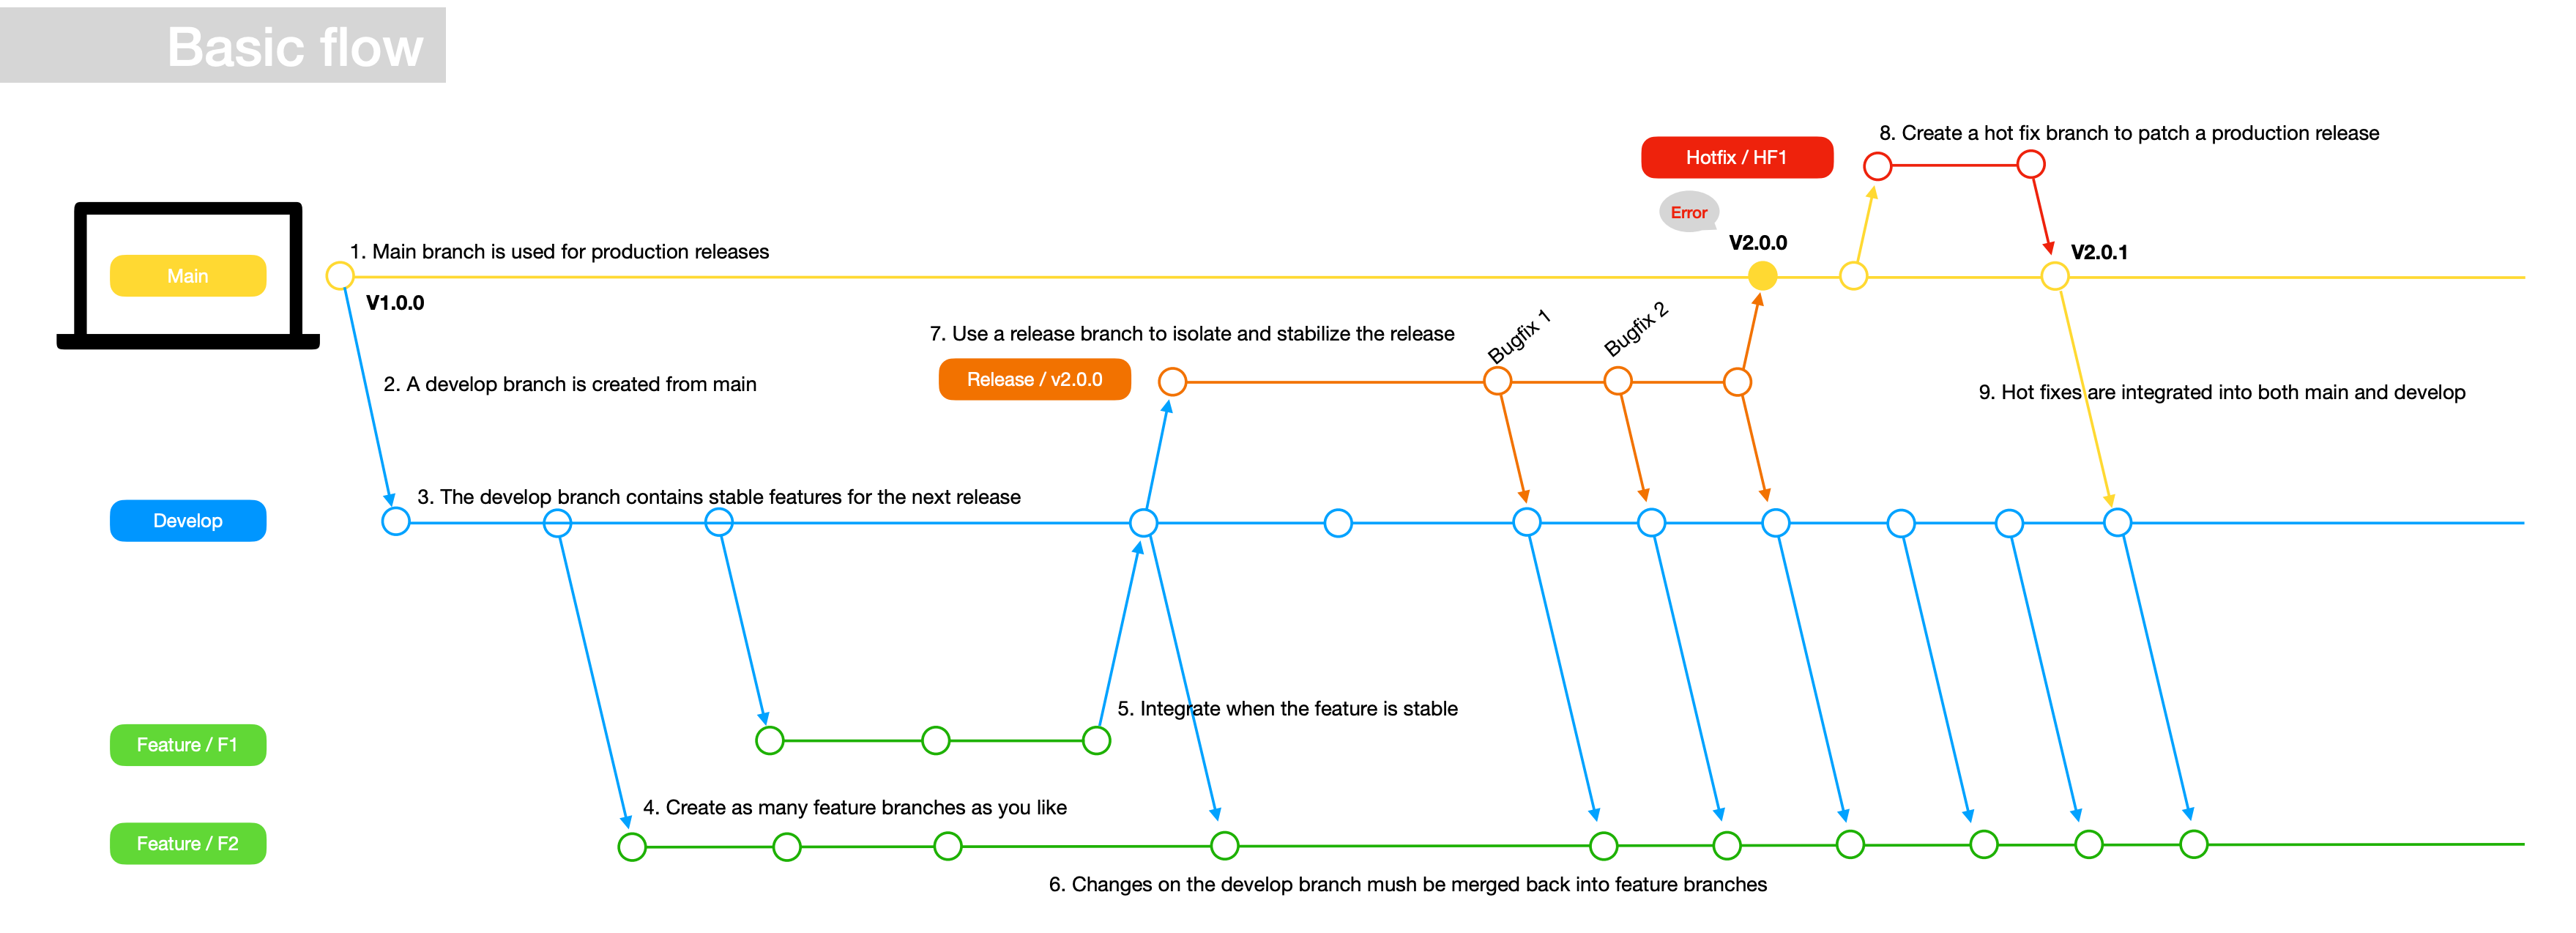 Basic flow
8. Create a hot fix branch to patch a production release
Hotfix / HF1
Error
V2.0.0
1. Main branch is used for production releases
V2.0.1
Main
V1.0.0
7. Use a release branch to isolate and stabilize the release
Bugfix 1
Bugfix 2
Release / v2.0.0
2. A develop branch is created from main
9. Hot fixes are integrated into both main and develop
3. The develop branch contains stable features for the next release
Develop
5. Integrate when the feature is stable
Feature / F1
4. Create as many feature branches as you like
Feature / F2
6. Changes on the develop branch mush be merged back into feature branches